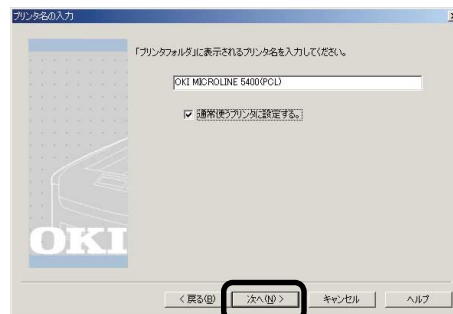 プリンタ名の入力
「プリンタフォルダ」に表示されるプリンタ名を入力してください。
OKI MICROLINE 5400(PCL)
通常使うプリンタに設定する。
OKI
< 戻る(B)
次へ(N) >
キャンセル
ヘルプ